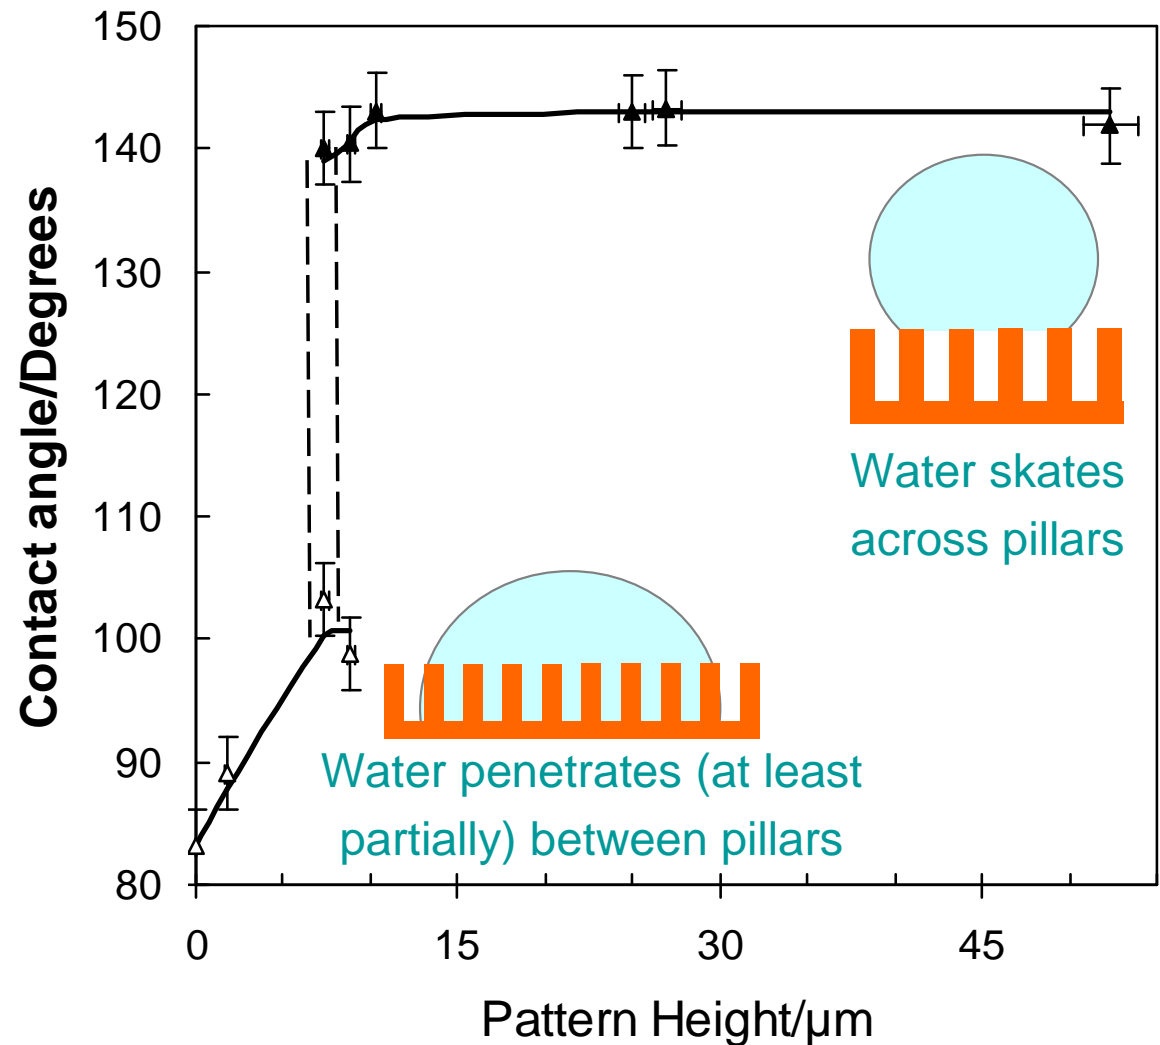 150
140
130
120
110
100
90
80
Contact angle/Degrees
Water skates
across pillars
Water penetrates (at least
partially) between pillars
0 15 30 45
Pattern Height/µm